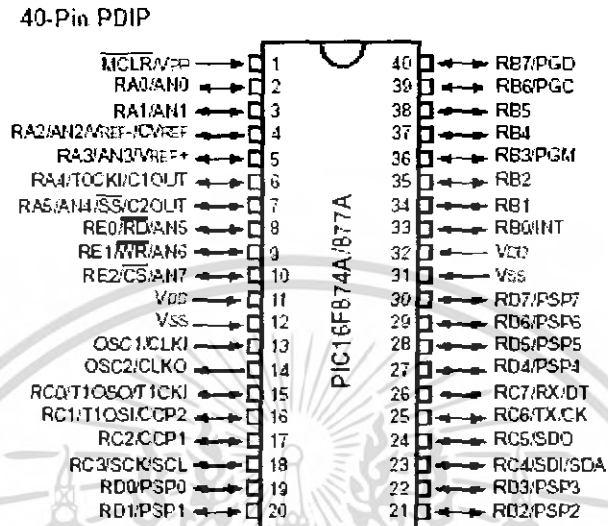 40-Pin PDIP
MCLR/VPP 1 40 RB7/PGD
RA0/AN0 2 39 RB6/PGC
RA1/AN1 3 38 RB5
RA2/AN2/VREF-/CVREF 4 37 RB4
RA3/AN3/VREF+ 5 36 RB3/PGM
RA4/T0CKI/C1OUT 6 35 RB2
RA5/AN4/SS/C2OUT 7 34 RB1
RE0/RD/AN5 8 33 RB0/INT
RE1/WR/AN6 9 32 VDD
RE2/CS/AN7 10 31 VSS
VDD 11 30 RD7/PSP7
VSS 12 29 RD6/PSP6
OSC1/CLKI 13 28 RD5/PSP5
OSC2/CLKO 14 27 RD4/PSP4
RC0/T1OSO/T1CKI 15 26 RC7/RX/DT
RC1/T1OSI/CCP2 16 25 RC6/TX/CK
RC2/CCP1 17 24 RC5/SDO
RC3/SCK/SCL 18 23 RC4/SDI/SDA
RD0/PSP0 19 22 RD3/PSP3
RD1/PSP1 20 21 RD2/PSP2
PIC16F874A/877A